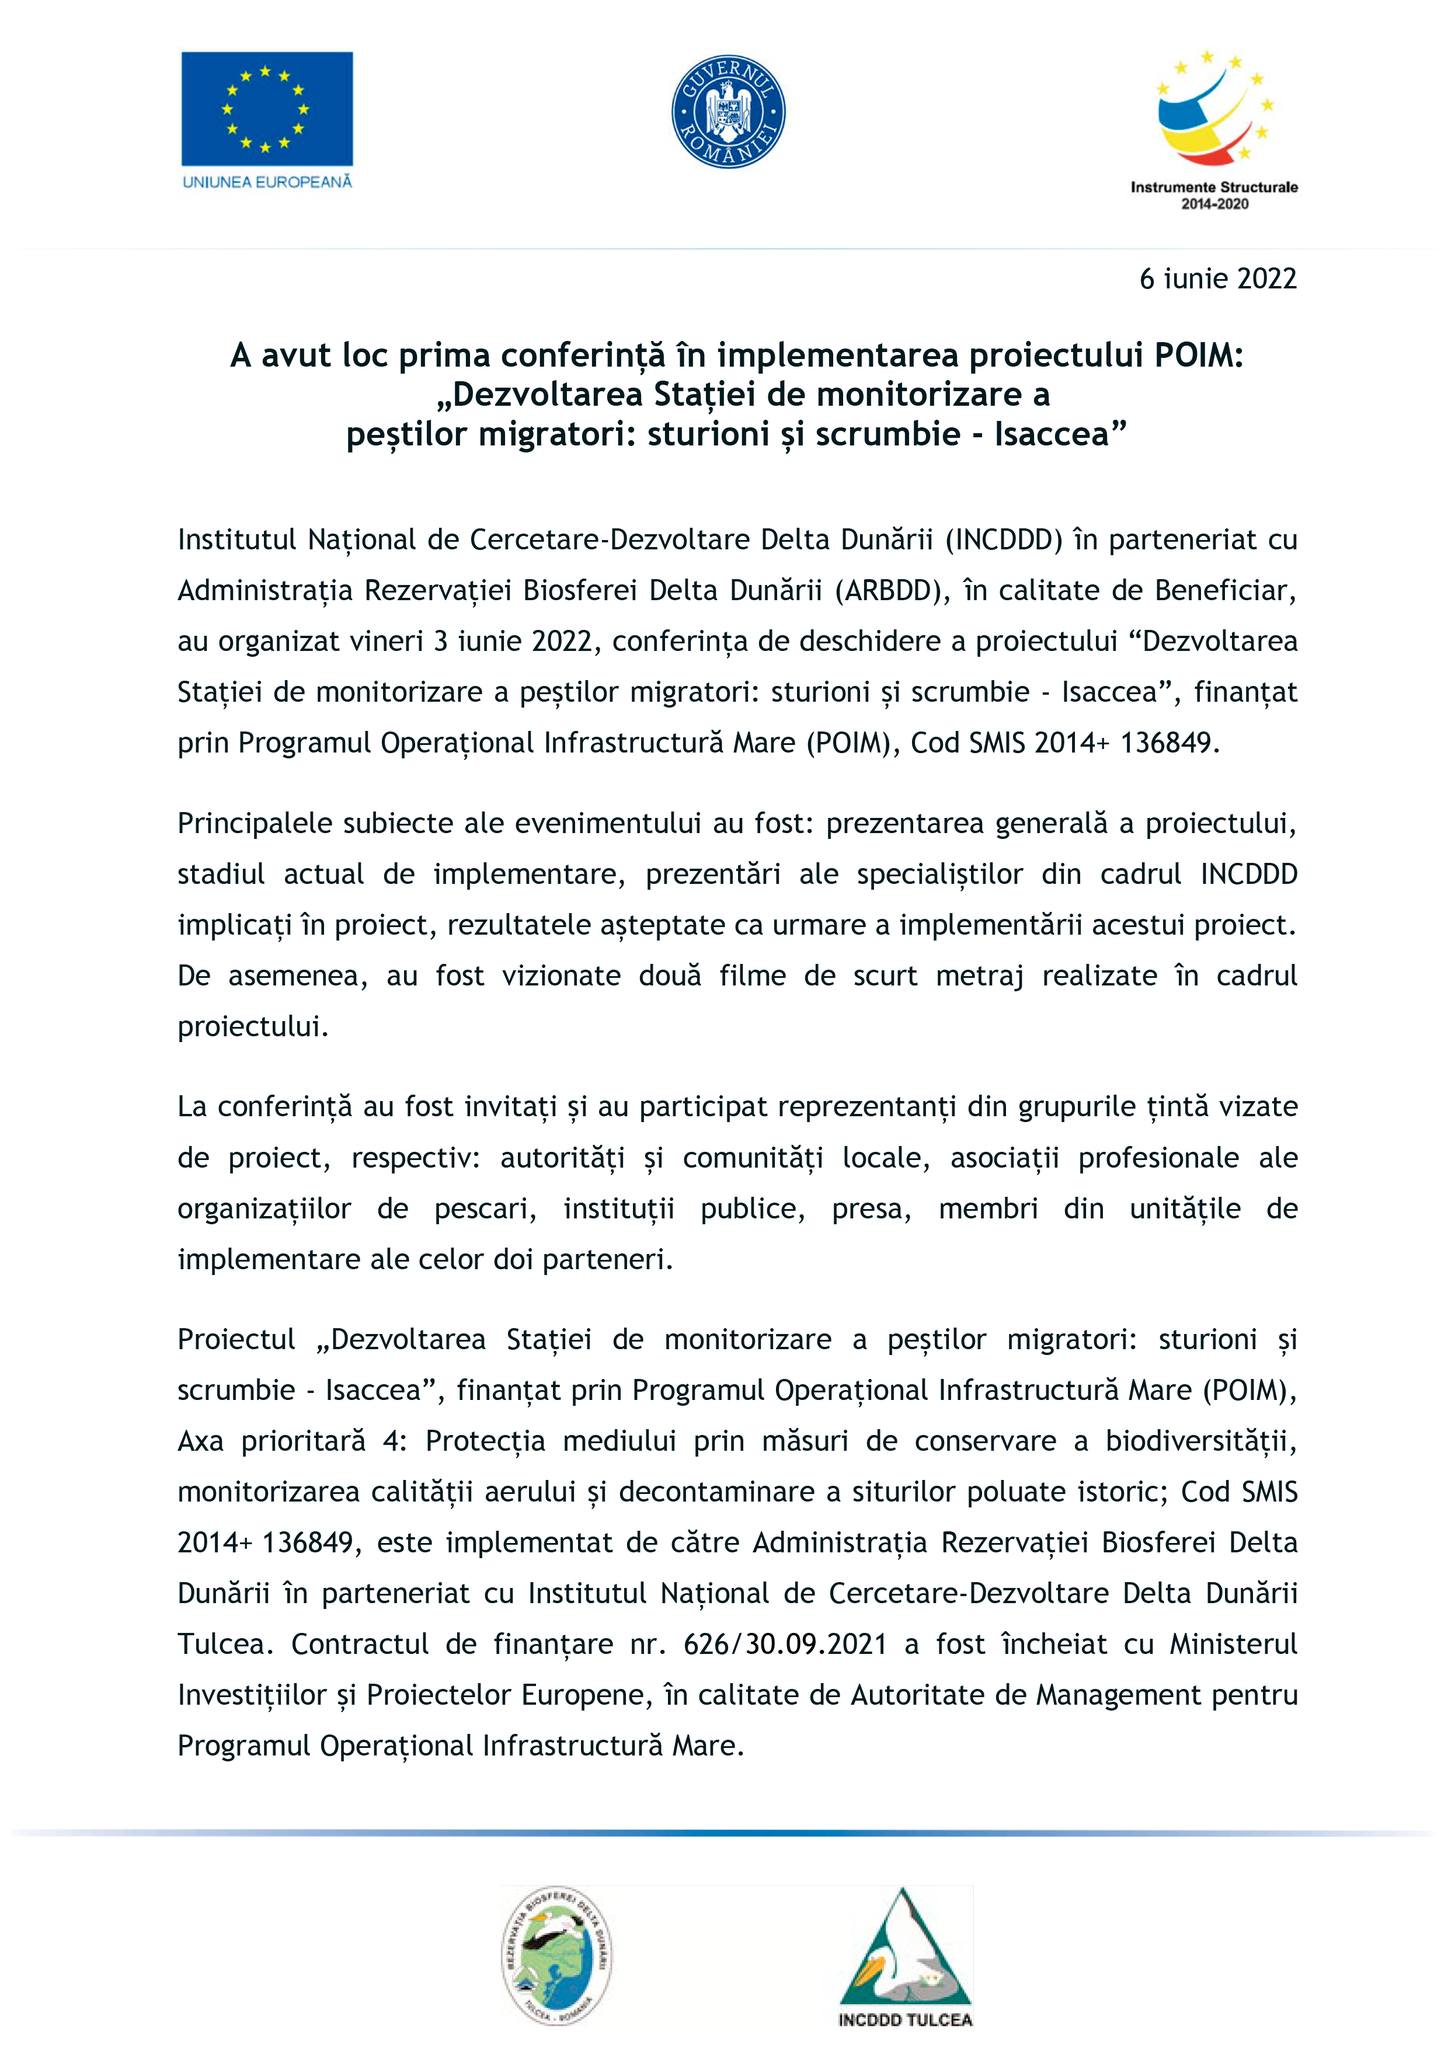 UNIUNEA EUROPEANĂ
GUVERNUL ROMÂNIEI
Instrumente Structurale
2014-2020
6 iunie 2022
A avut loc prima conferință în implementarea proiectului POIM:
„Dezvoltarea Stației de monitorizare a
peștilor migratori: sturioni și scrumbie - Isaccea”
Institutul Național de Cercetare-Dezvoltare Delta Dunării (INCDDD) în parteneriat cu
Administrația Rezervației Biosferei Delta Dunării (ARBDD), în calitate de Beneficiar,
au organizat vineri 3 iunie 2022, conferința de deschidere a proiectului “Dezvoltarea
Stației de monitorizare a peștilor migratori: sturioni și scrumbie - Isaccea”, finanțat
prin Programul Operațional Infrastructură Mare (POIM), Cod SMIS 2014+ 136849.
Principalele subiecte ale evenimentului au fost: prezentarea generală a proiectului,
stadiul actual de implementare, prezentări ale specialiștilor din cadrul INCDDD
implicați în proiect, rezultatele așteptate ca urmare a implementării acestui proiect.
De asemenea, au fost vizionate două filme de scurt metraj realizate în cadrul
proiectului.
La conferință au fost invitați și au participat reprezentanți din grupurile țintă vizate
de proiect, respectiv: autorități și comunități locale, asociații profesionale ale
organizațiilor de pescari, instituții publice, presa, membri din unitățile de
implementare ale celor doi parteneri.
Proiectul „Dezvoltarea Stației de monitorizare a peștilor migratori: sturioni și
scrumbie - Isaccea”, finanțat prin Programul Operațional Infrastructură Mare (POIM),
Axa prioritară 4: Protecția mediului prin măsuri de conservare a biodiversității,
monitorizarea calității aerului și decontaminare a siturilor poluate istoric; Cod SMIS
2014+ 136849, este implementat de către Administrația Rezervației Biosferei Delta
Dunării în parteneriat cu Institutul Național de Cercetare-Dezvoltare Delta Dunării
Tulcea. Contractul de finanțare nr. 626/30.09.2021 a fost încheiat cu Ministerul
Investițiilor și Proiectelor Europene, în calitate de Autoritate de Management pentru
Programul Operațional Infrastructură Mare.
REZERVAȚIA BIOSFEREI DELTA DUNĂRII
TULCEA - ROMANIA
INCDDD TULCEA